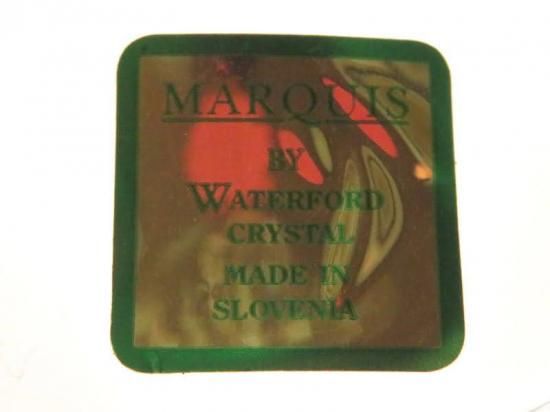 MARQUIS
BY
WATERFORD
CRYSTAL
MADE IN
SLOVENIA